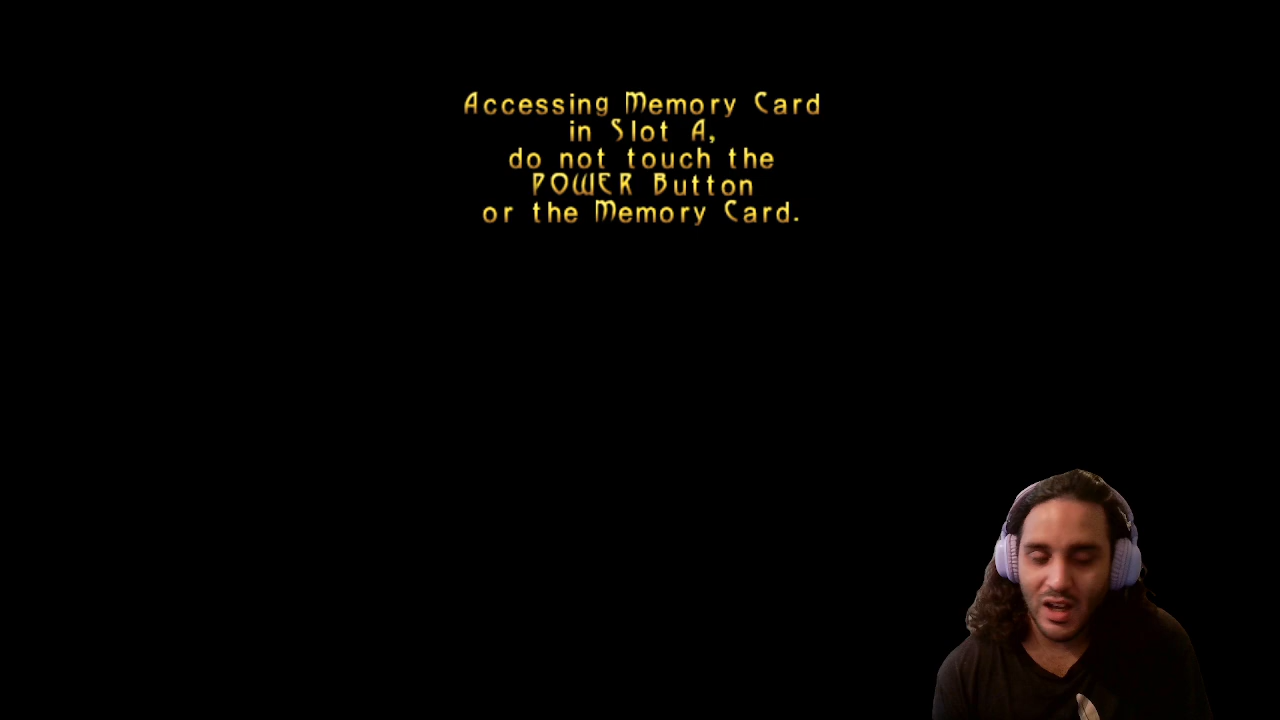 Accessing Memory Card
in Slot A,
do not touch the
POWER Button
or the Memory Card.